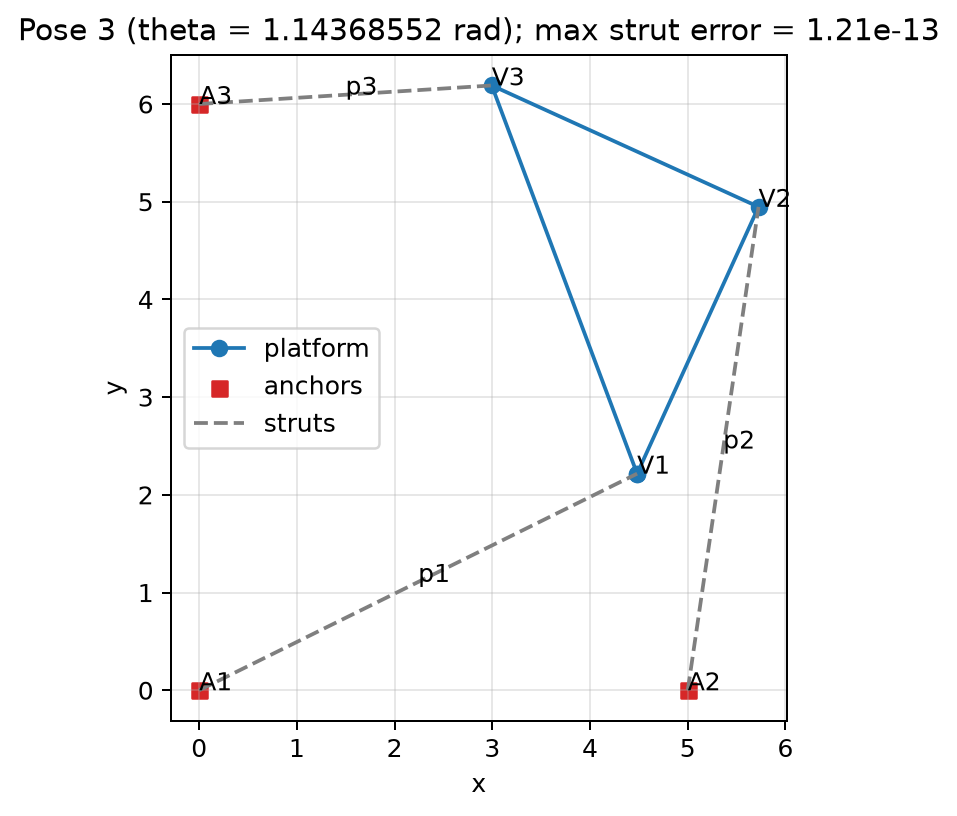 Pose 3 (theta = 1.14368552 rad); max strut error = 1.21e-13
V3
A3
p3
6
V2
5
4
platform
anchors
struts
y
3
p2
V1
2
p1
1
A1
A2
0
0 1 2 3 4 5 6
x